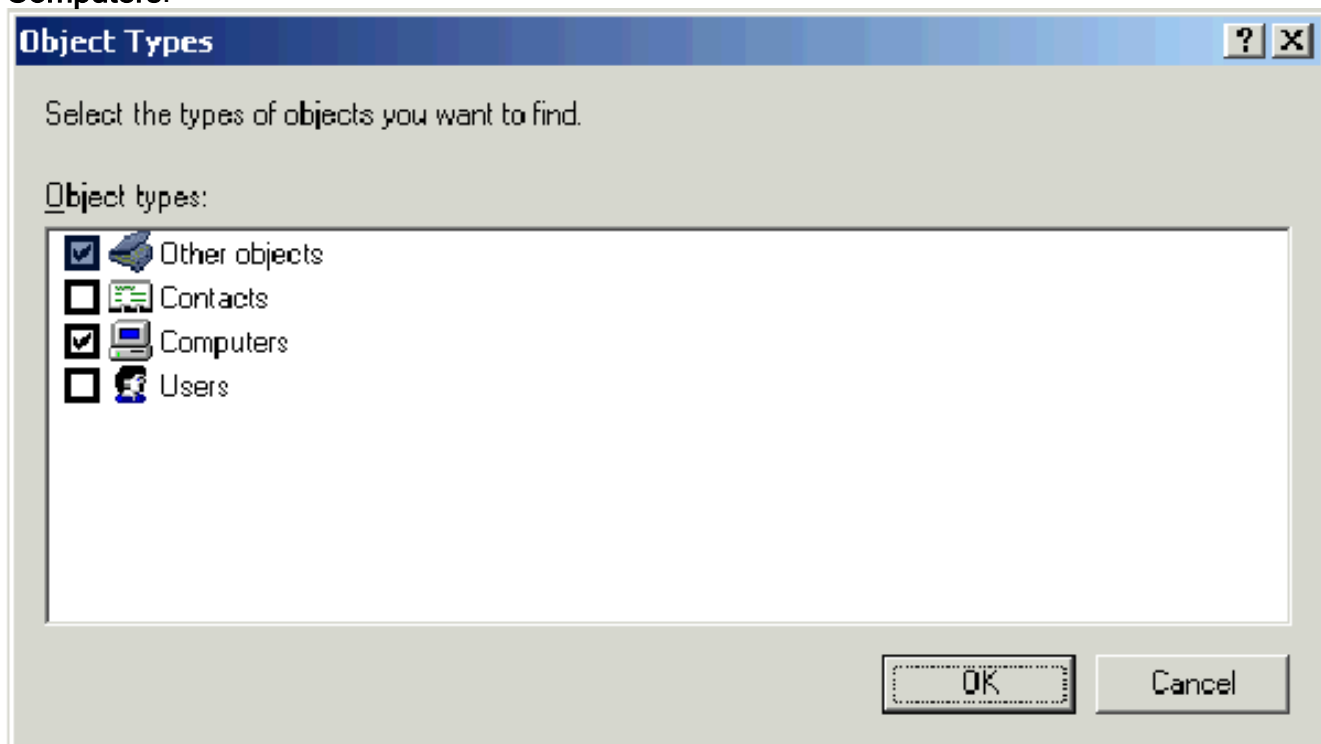 Computers.
Object Types
Select the types of objects you want to find.
Object types:
Other objects
Contacts
Computers
Users
OK
Cancel